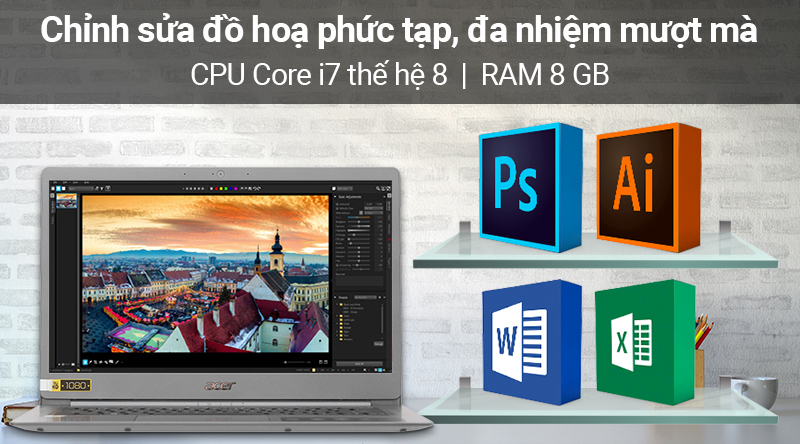 Chỉnh sửa đồ hoạ phức tạp, đa nhiệm mượt mà
CPU Core i7 thế hệ 8 | RAM 8 GB
Ps
Ai
W
X
1080
acer